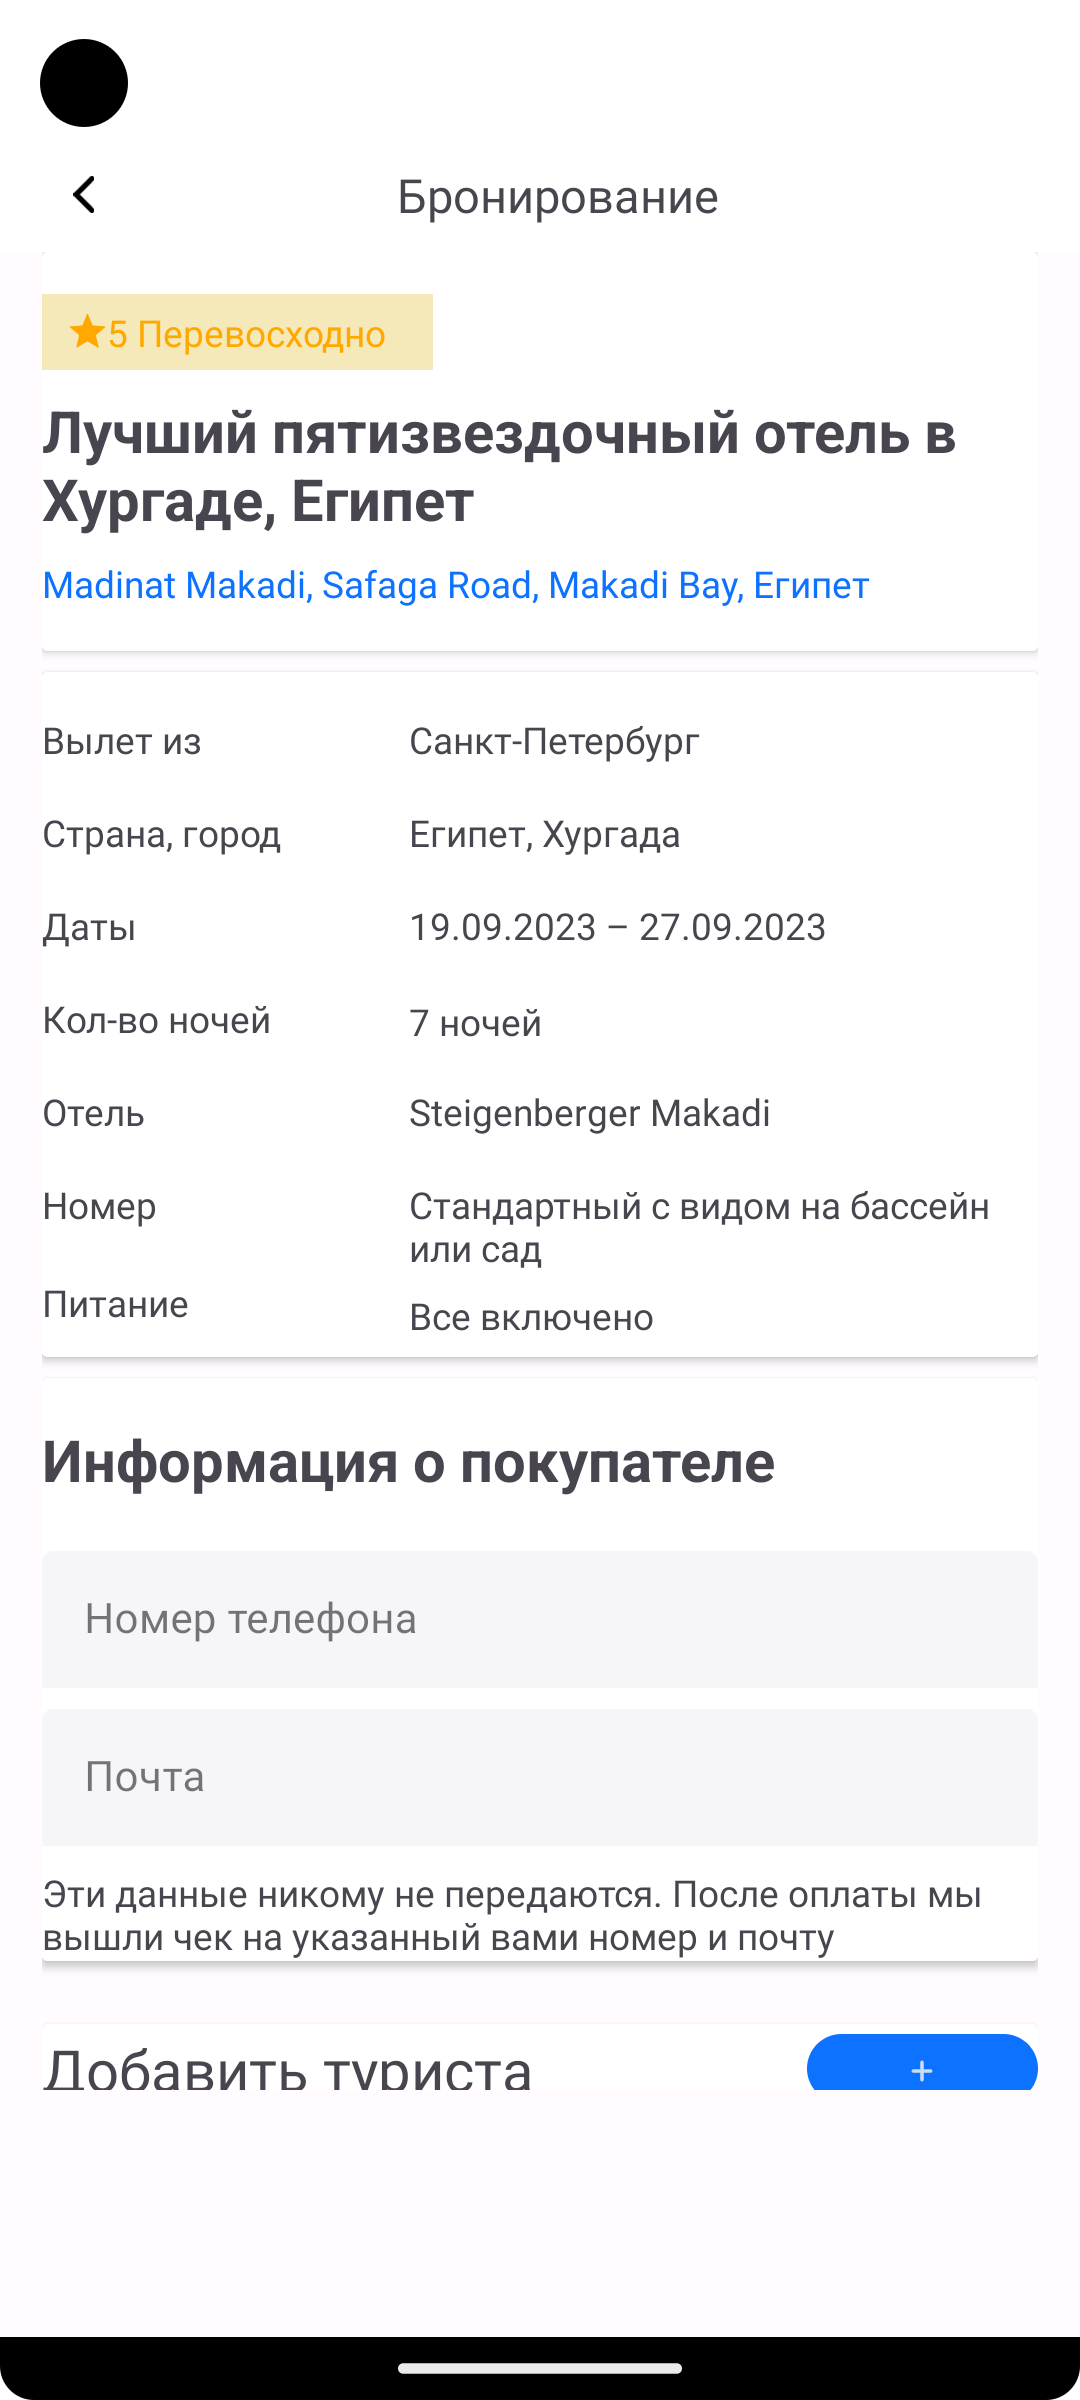 Бронирование
5 Перевосходно
Лучший пятизвездочный отель в
Хургаде, Египет
Madinat Makadi, Safaga Road, Makadi Bay, Египет
Вылет из Санкт-Петербург
Страна, город Египет, Хургада
Даты 19.09.2023 – 27.09.2023
Кол-во ночей 7 ночей
Отель Steigenberger Makadi
Номер Стандартный с видом на бассейн
или сад
Питание Все включено
Информация о покупателе
Номер телефона
Почта
Эти данные никому не передаются. После оплаты мы
вышли чек на указанный вами номер и почту
Добавить туриста +